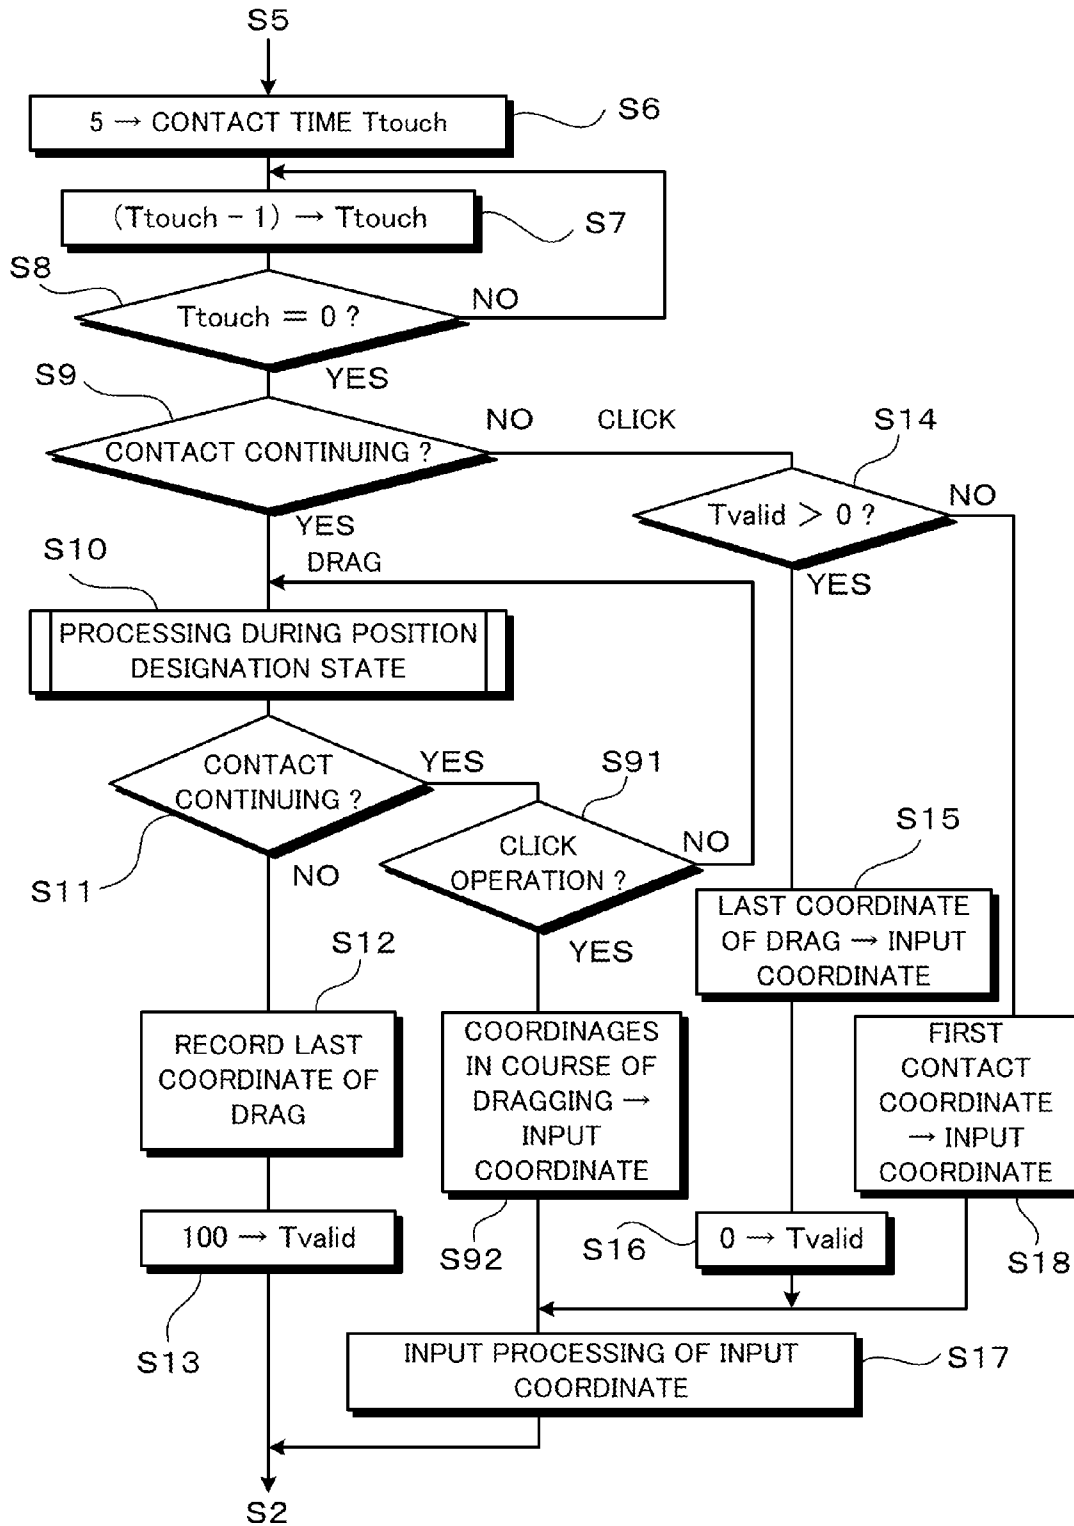 S5
5 → CONTACT TIME Ttouch
S6
(Ttouch - 1) → Ttouch
S7
S8
Ttouch = 0 ?
NO
YES
S9
CONTACT CONTINUING ?
NO
CLICK
S14
Tvalid > 0 ?
NO
YES
YES
DRAG
S10
PROCESSING DURING POSITION
DESIGNATION STATE
CONTACT
CONTINUING ?
YES
S11
NO
S91
CLICK
OPERATION ?
NO
YES
S15
LAST COORDINATE
OF DRAG → INPUT
COORDINATE
S12
RECORD LAST
COORDINATE OF
DRAG
COORDINAGES
IN COURSE OF
DRAGGING →
INPUT
COORDINATE
S92
FIRST
CONTACT
COORDINATE
→ INPUT
COORDINATE
S18
100 → Tvalid
S13
S16
0 → Tvalid
INPUT PROCESSING OF INPUT
COORDINATE
S17
S2